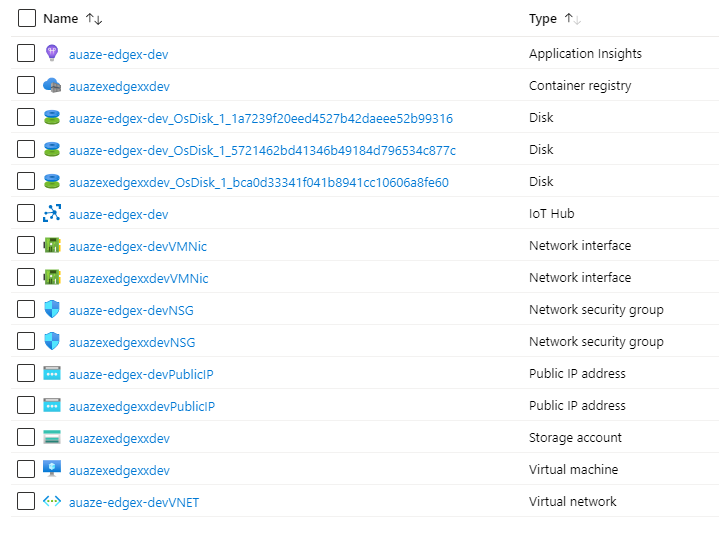 Name Type
auaze-edgex-dev Application Insights
auazexedgexxdev Container registry
auaze-edgex-dev_OsDisk_1_1a7239f20eed4527b42daeee52b99316 Disk
auaze-edgex-dev_OsDisk_1_5721462bd41346b49184d796534c877c Disk
auazexedgexxdev_OsDisk_1_bca0d33341f041b8941cc10606a8fe60 Disk
auaze-edgex-dev IoT Hub
auaze-edgex-devVMNic Network interface
auazexedgexxdevVMNic Network interface
auaze-edgex-devNSG Network security group
auazexedgexxdevNSG Network security group
auaze-edgex-devPublicIP Public IP address
auazexedgexxdevPublicIP Public IP address
auazexedgexxdev Storage account
auazexedgexxdev Virtual machine
auaze-edgex-devVNET Virtual network